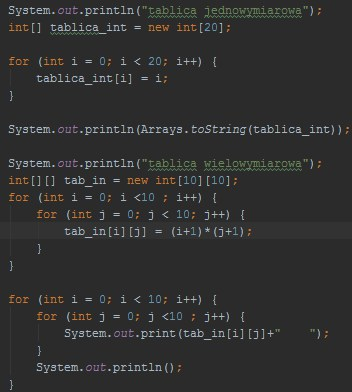 System.out.println("tablica jednowymiarowa");
int[] tablica_int = new int[20];

for (int i = 0; i < 20; i++) {
    tablica_int[i] = i;
}

System.out.println(Arrays.toString(tablica_int));

System.out.println("tablica wielowymiarowa");
int[][] tab_in = new int[10][10];
for (int i = 0; i <10 ; i++) {
    for (int j = 0; j < 10; j++) {
        tab_in[i][j] = (i+1)*(j+1);
    }
}

for (int i = 0; i < 10; i++) {
    for (int j = 0; j <10 ; j++) {
        System.out.print(tab_in[i][j]+"    ");
    }
    System.out.println();
}